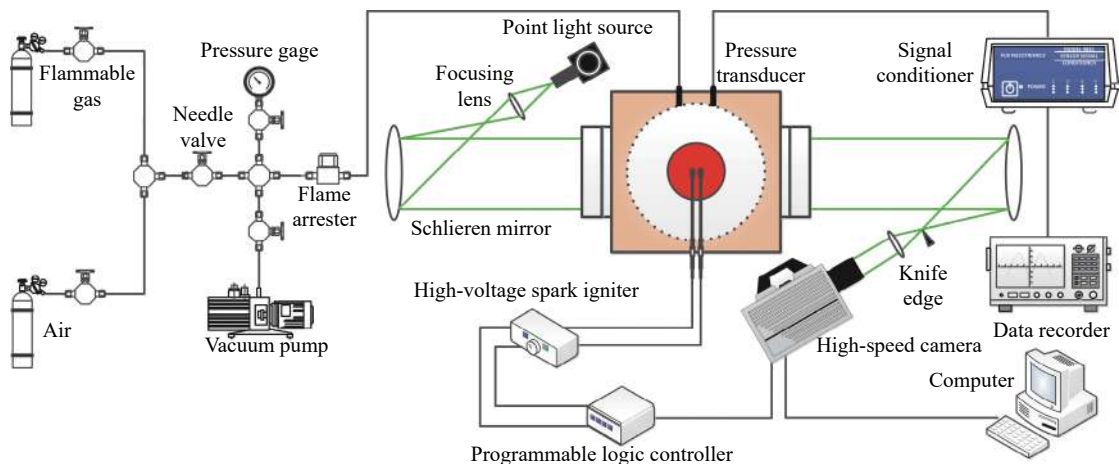 Point light source
Pressure gage
Pressure
transducer
Signal
conditioner
Flammable
gas
Focusing
lens
Needle
valve
POWER
Flame
arrester
Schlieren mirror
Knife
edge
High-voltage spark igniter
Air
Vacuum pump
Data recorder
High-speed camera
Computer
Programmable logic controller